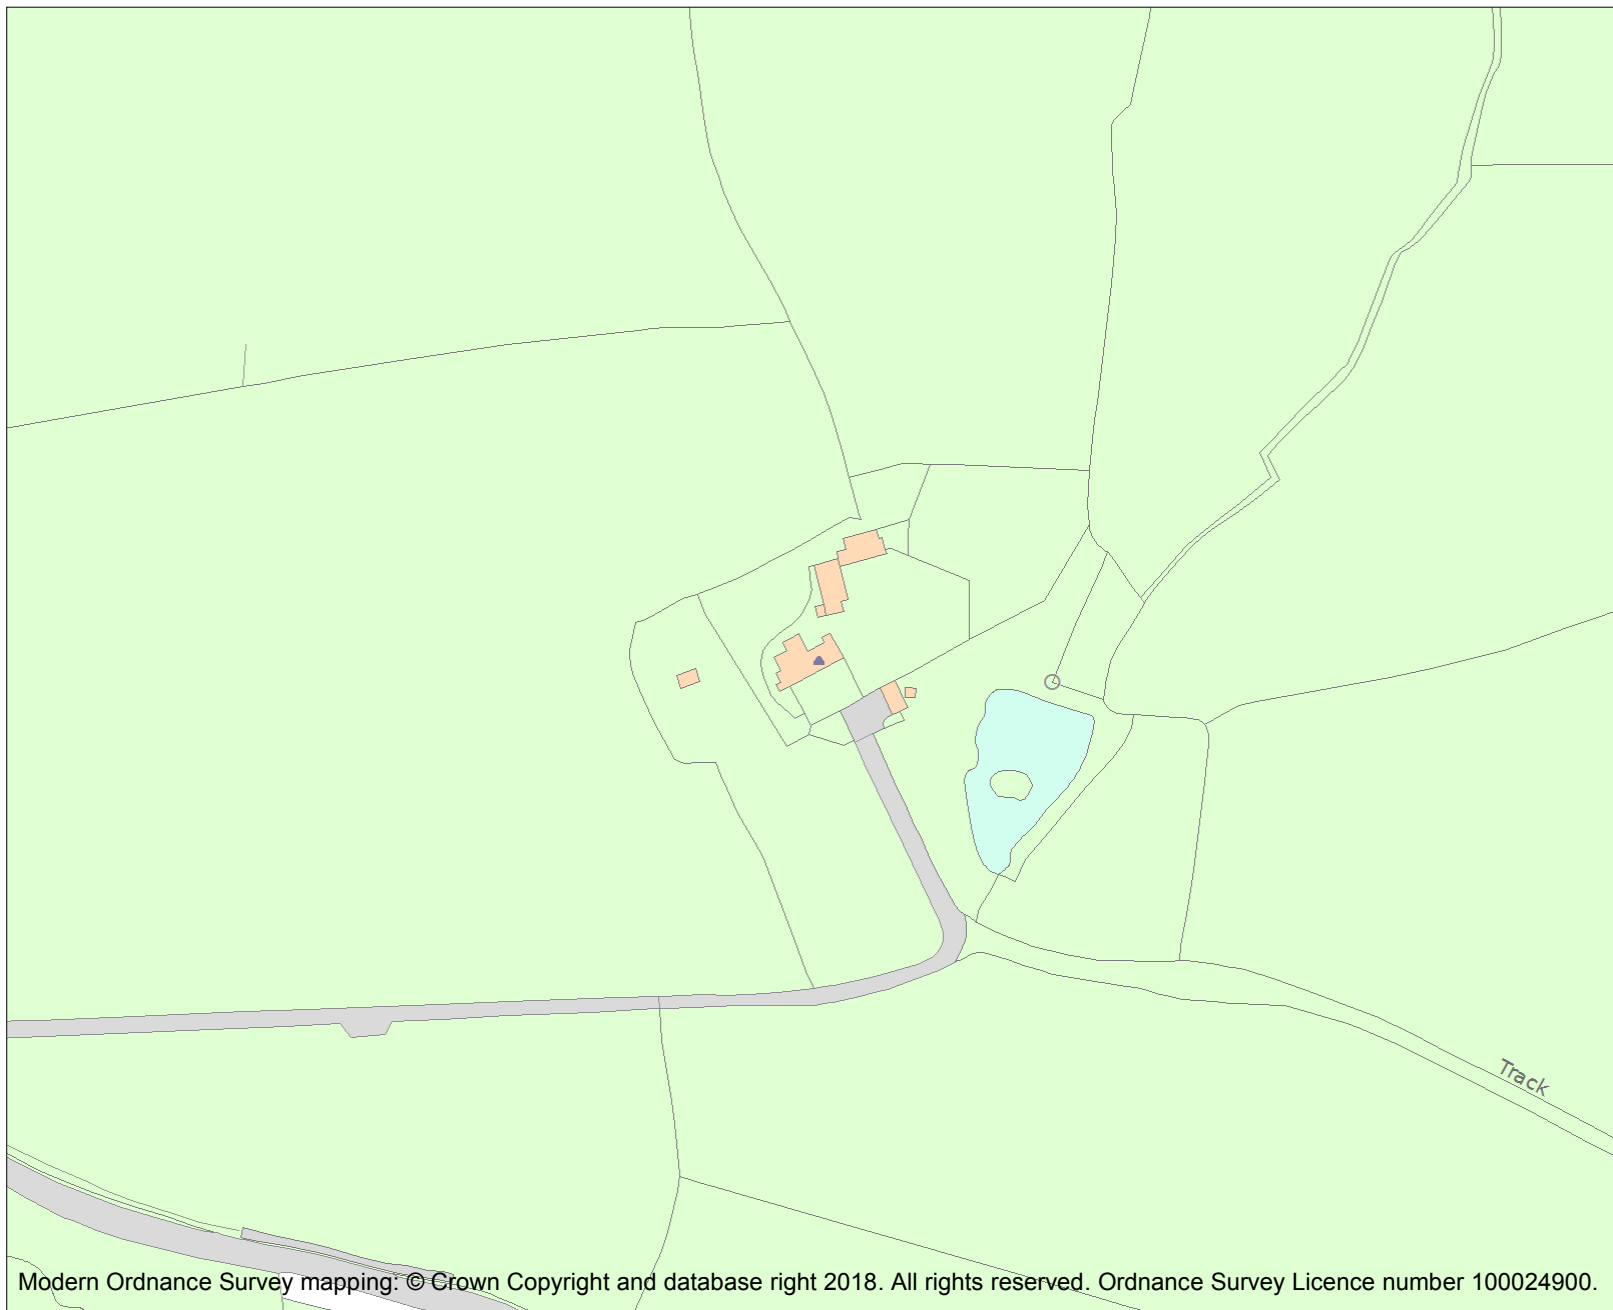 Track
Modern Ordnance Survey mapping: © Crown Copyright and database right 2018. All rights reserved. Ordnance Survey Licence number 100024900.